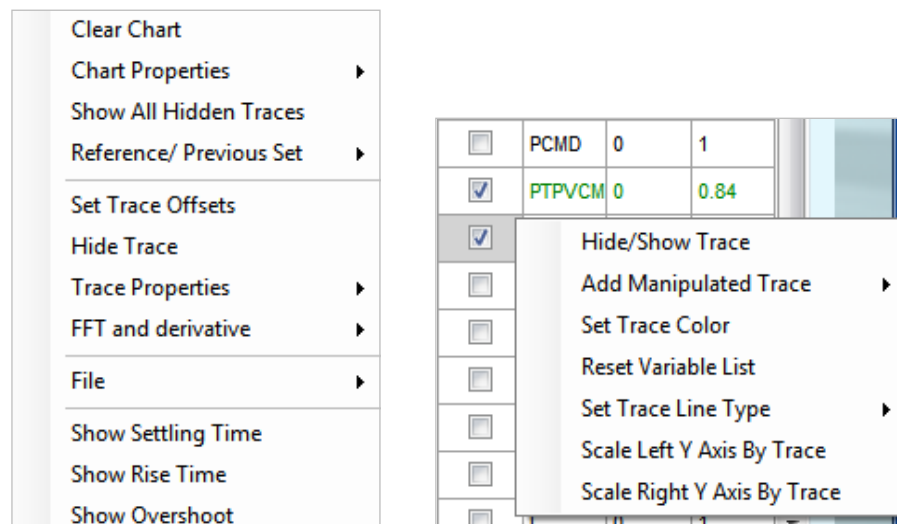 Clear Chart
Chart Properties
Show All Hidden Traces
Reference/ Previous Set
Set Trace Offsets
Hide Trace
Trace Properties
FFT and derivative
File
Show Settling Time
Show Rise Time
Show Overshoot
PCMD 0 1
PTPVCM 0 0.84
Hide/Show Trace
Add Manipulated Trace
Set Trace Color
Reset Variable List
Set Trace Line Type
Scale Left Y Axis By Trace
Scale Right Y Axis By Trace
0 1